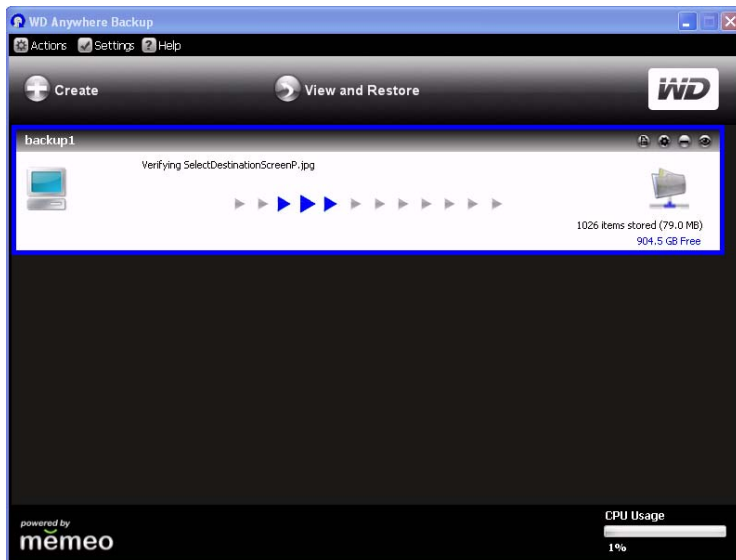 WD Anywhere Backup
Actions Settings ? Help
Create View and Restore WD
backup1
Verifying SelectDestinationScreenP.jpg
1026 items stored (79.0 MB)
904.5 GB Free
CPU Usage
powered by
memeo
1%